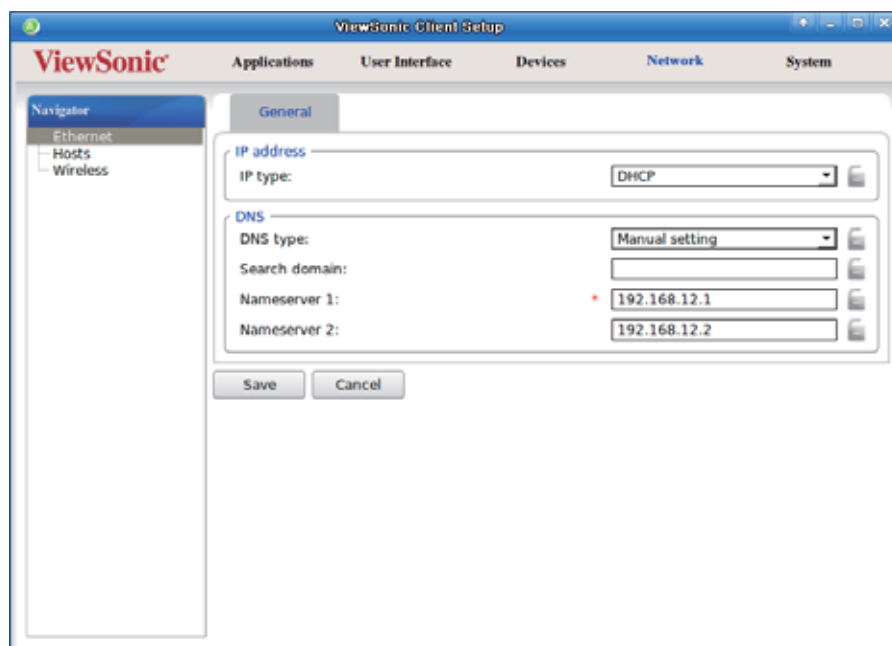 ViewSonic Client Setup
ViewSonic®
Applications User Interface Devices Network System
Navigator
Ethernet
Hosts
Wireless
General
IP address
IP type: DHCP
DNS
DNS type: Manual setting
Search domain:
Nameserver 1: * 192.168.12.1
Nameserver 2: 192.168.12.2
Save Cancel